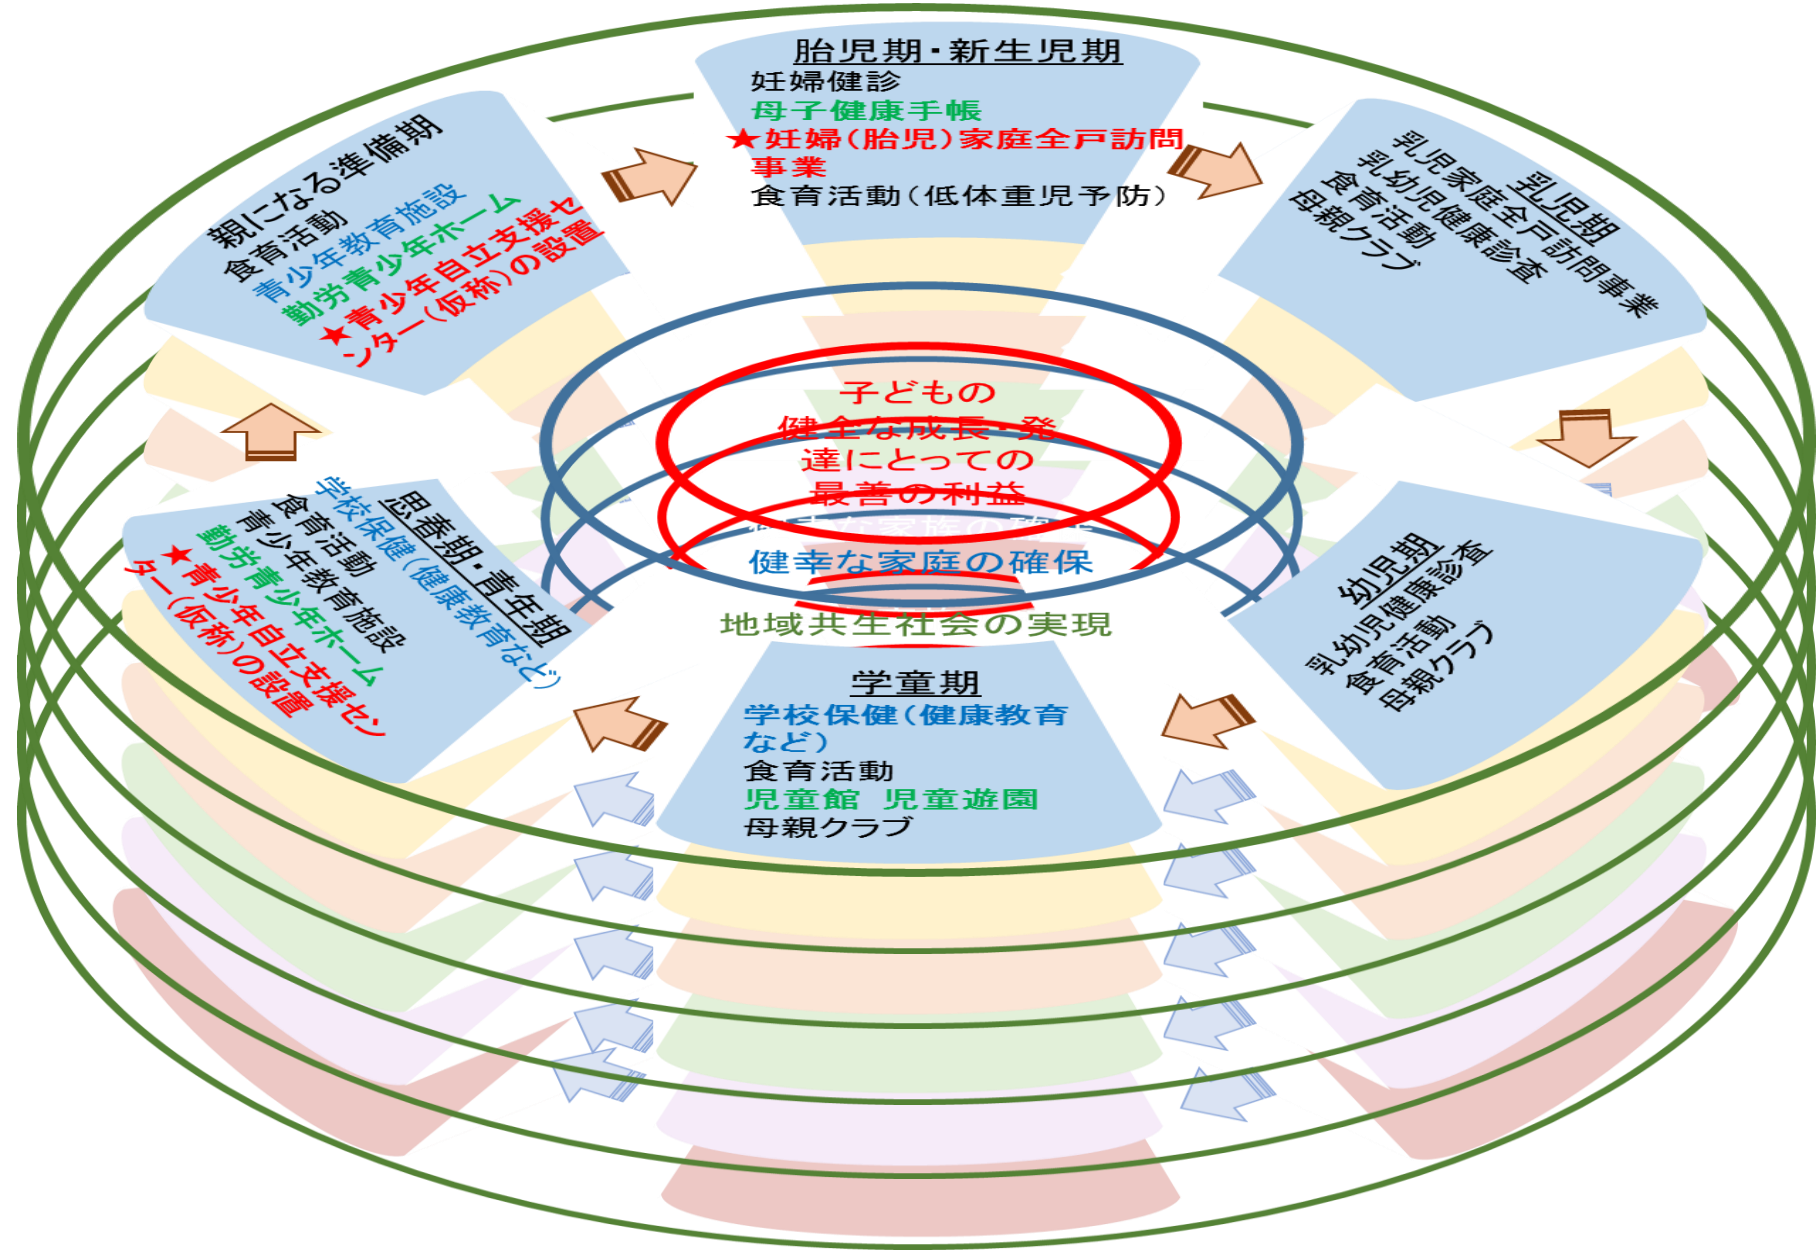 胎児期・新生児期
妊婦健診
母子健康手帳
★妊婦（胎児）家庭全戸訪問
事業
食育活動（低体重児予防）
乳児期
乳児家庭全戸訪問事業
乳幼児健康診査
食育活動
母親クラブ
幼児期
乳幼児健康診査
食育活動
母親クラブ
学童期
学校保健（健康教育
など）
食育活動
児童館 児童遊園
母親クラブ
思春期・青年期
学校保健（健康教育など）
食育活動
青少年教育施設
勤労青少年ホーム
★青少年自立支援セン
ター（仮称）の設置
親になる準備期
食育活動
青少年教育施設
勤労青少年ホーム
★青少年自立支援セ
ンター（仮称）の設置
子どもの
健全な成長・発
達にとっての
最善の利益
健幸な家庭の確保
地域共生社会の実現